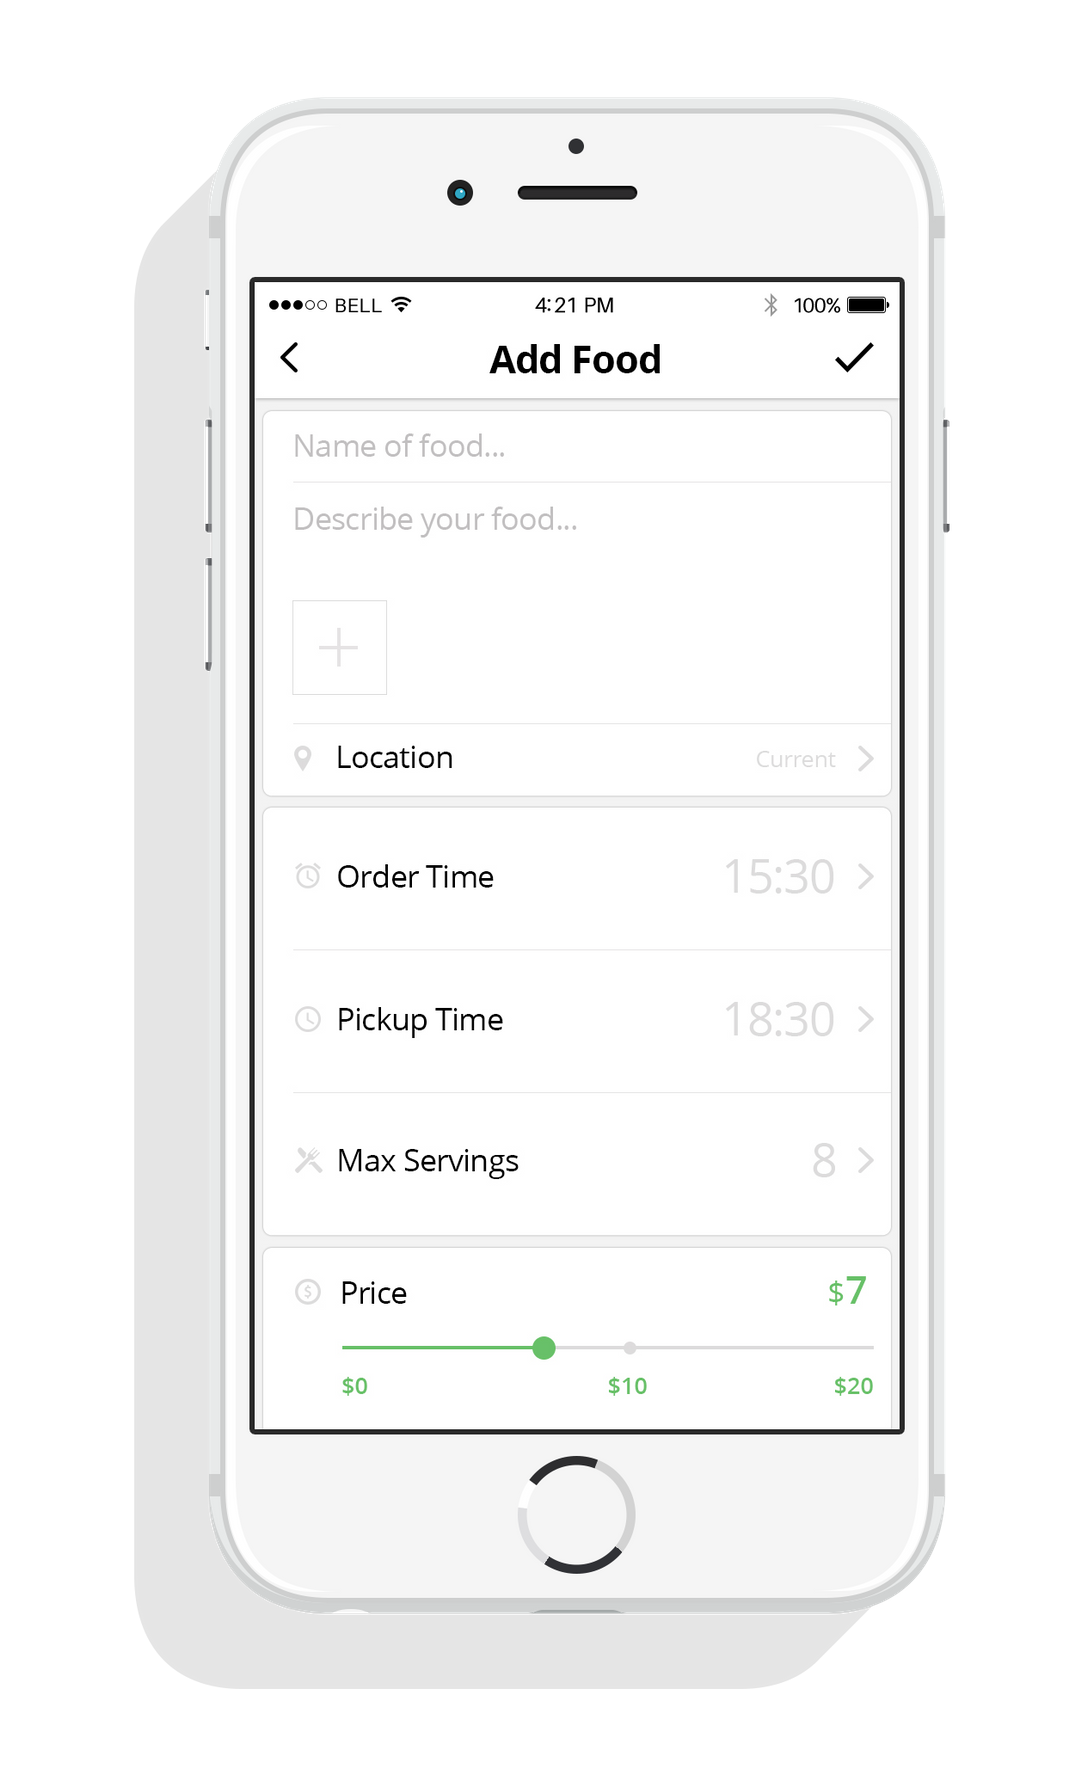 BELL 4:21 PM 100%
Add Food
Name of food...
Describe your food...
Location Current
Order Time 15:30
Pickup Time 18:30
Max Servings 8
Price $7
$0 $10 $20